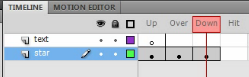 TIMELINE MOTION EDITOR
Up Over Down Hit
text
star